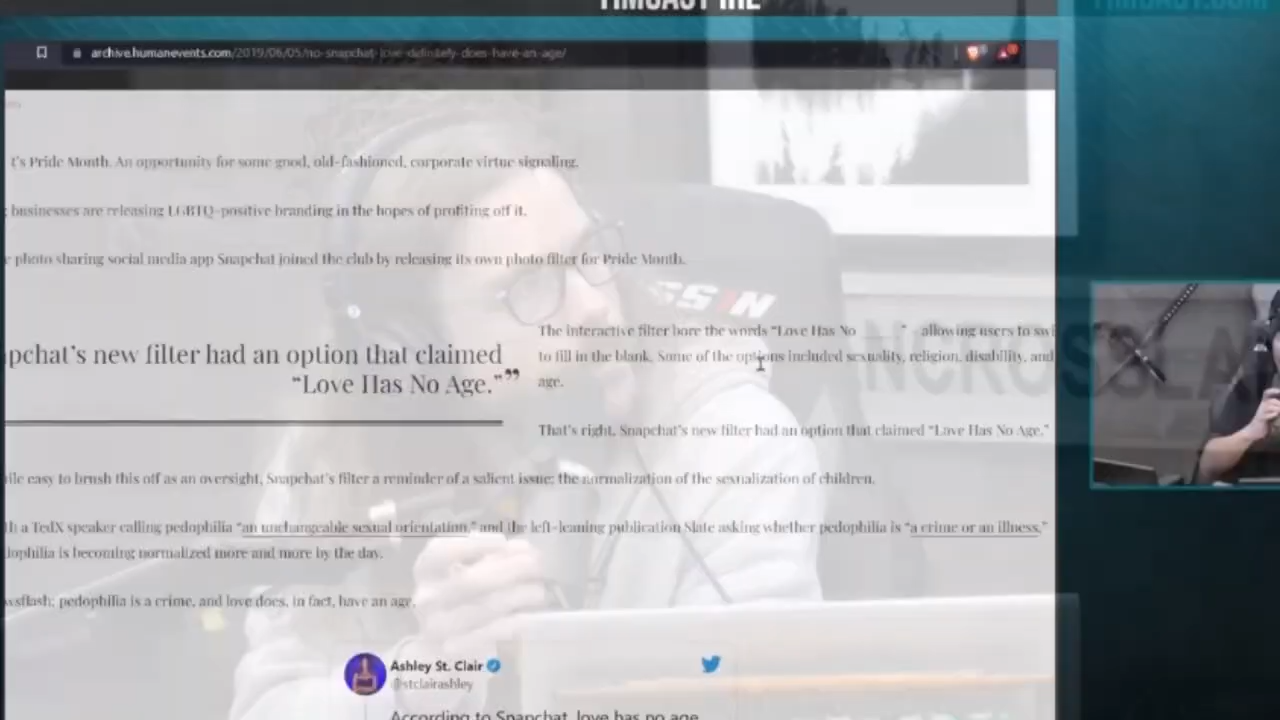 TIMCAST IRL
TIMCAST.COM
archive.humanevents.com/2019/06/05/no-snapchat-love-definitely-does-have-an-age/
t's Pride Month. An opportunity for some good, old-fashioned, corporate virtue signaling.
businesses are releasing LGBTQ-positive branding in the hopes of profiting off it.
photo sharing social media app Snapchat joined the club by releasing its own photo filter for Pride Month.
The interactive filter bore the words "Love Has No " allowing users to swi
to fill in the blank. Some of the options included sexuality, religion, disability, and
age.
pchat's new filter had an option that claimed
"Love Has No Age."”
That's right. Snapchat's new filter had an option that claimed "Love Has No Age."
ile easy to brush this off as an oversight, Snapchat's filter a reminder of a salient issue: the normalization of the sexualization of children.
th a TedX speaker calling pedophilia "an unchangeable sexual orientation," and the left-leaning publication Slate asking whether pedophilia is "a crime or an illness,"
dophilia is becoming normalized more and more by the day.
wsflash: pedophilia is a crime, and love does, in fact, have an age.
Ashley St. Clair
@stclairashley
According to Snapchat, love has no age